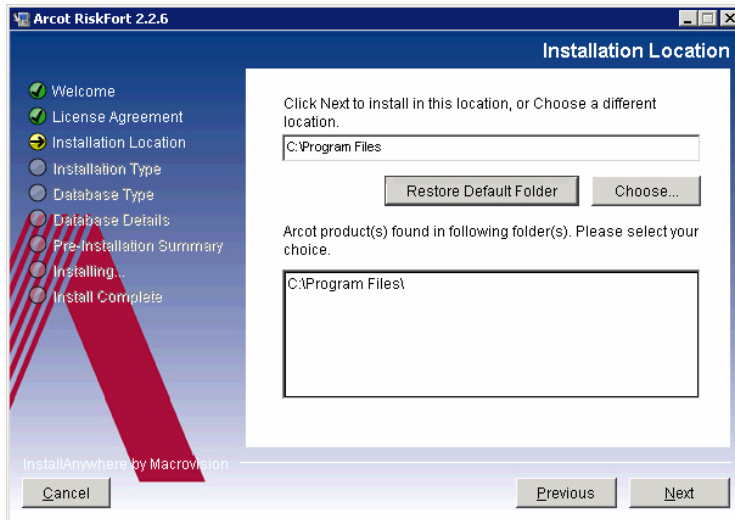 Arcot RiskFort 2.2.6
Installation Location
Welcome
License Agreement
Installation Location
Installation Type
Database Type
Database Details
Pre-Installation Summary
Installing...
Install Complete
Click Next to install in this location, or Choose a different
location.
C:\Program Files
Restore Default Folder
Choose...
Arcot product(s) found in following folder(s). Please select your
choice.
C:\Program Files\
InstallAnywhere by Macrovision
Cancel
Previous
Next